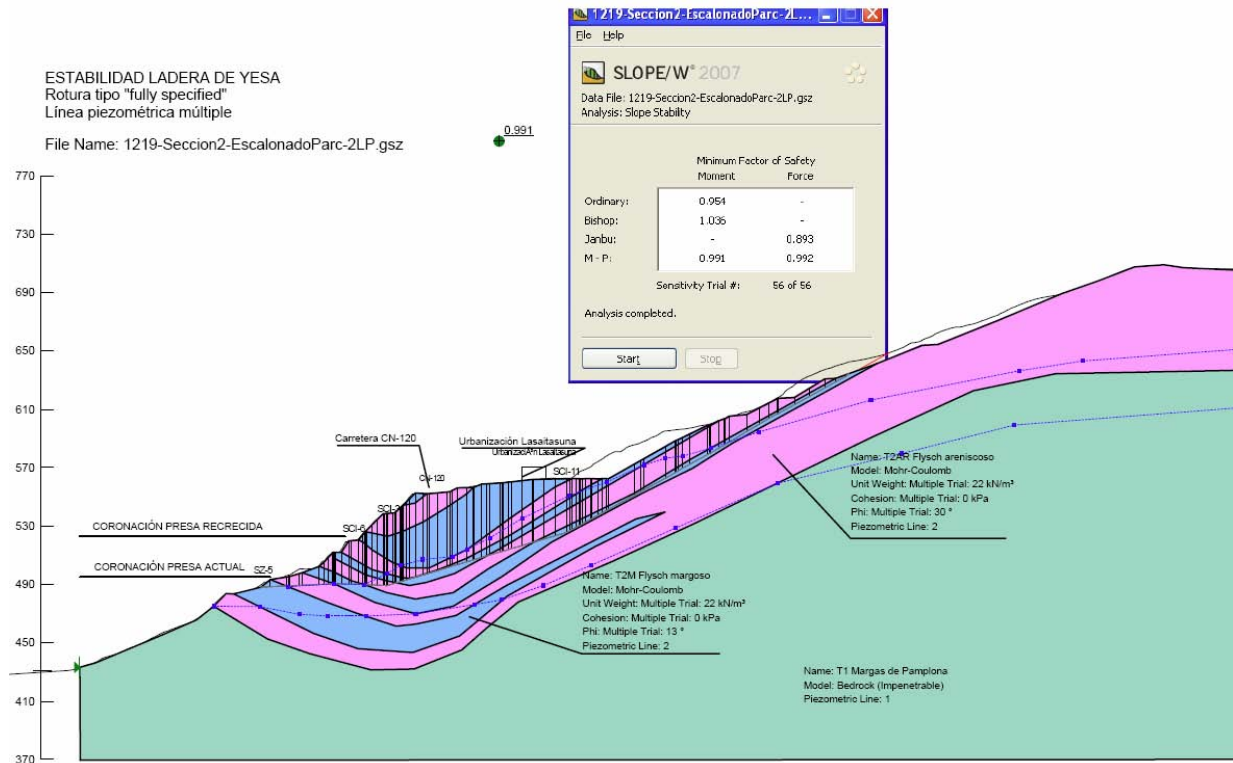 ESTABILIDAD LADERA DE YESA
Rotura tipo "fully specified"
Línea piezométrica múltiple
File Name: 1219-Seccion2-EscalonadoParc-2LP.gsz
0.991
1219-Seccion2-EscalonadoParc-2L...
File Help
SLOPE/W® 2007
Data File: 1219-Seccion2-EscalonadoParc-2LP.gsz
Analysis: Slope Stability
Minimum Factor of Safety
Moment Force
Ordinary: 0.954 -
Bishop: 1.036 -
Janbu: - 0.893
M - P: 0.991 0.992
Sensitivity Trial #: 56 of 56
Analysis completed.
Start Stop
770
730
690
650
610
570
530
490
450
410
370
Carretera CN-120
Urbanización Lasaitasuna
CN-120
SCI-11
SCI-6
CORONACIÓN PRESA RECRECIDA
CORONACIÓN PRESA ACTUAL
SZ-5
Name: T2AR Flysch areniscoso
Model: Mohr-Coulomb
Unit Weight: Multiple Trial: 22 kN/m³
Cohesion: Multiple Trial: 0 kPa
Phi: Multiple Trial: 30 °
Piezometric Line: 2
Name: T2M Flysch margoso
Model: Mohr-Coulomb
Unit Weight: Multiple Trial: 22 kN/m³
Cohesion: Multiple Trial: 0 kPa
Phi: Multiple Trial: 13 °
Piezometric Line: 2
Name: T1 Margas de Pamplona
Model: Bedrock (Impenetrable)
Piezometric Line: 1